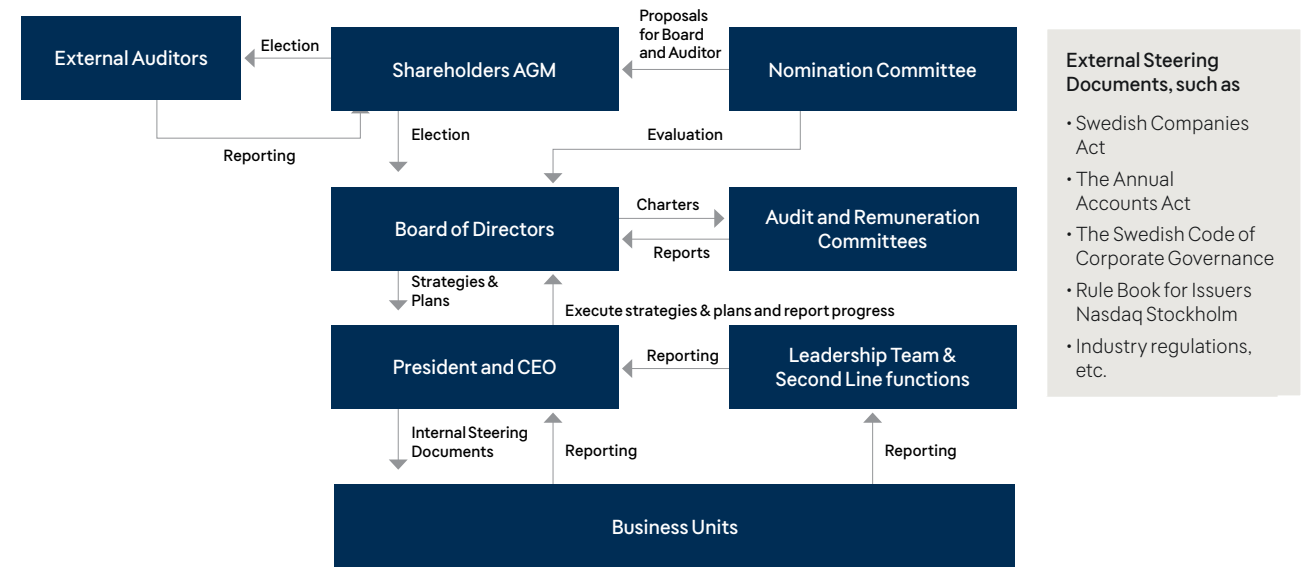 External Auditors
Election
Shareholders AGM
Proposals
for Board
and Auditor
Nomination Committee
Reporting
Election
Evaluation
Board of Directors
Charters
Reports
Audit and Remuneration
Committees
Strategies &
Plans
Execute strategies & plans and report progress
President and CEO
Reporting
Leadership Team &
Second Line functions
Internal Steering
Documents
Reporting
Reporting
Business Units
External Steering
Documents, such as
• Swedish Companies
Act
• The Annual
Accounts Act
• The Swedish Code of
Corporate Governance
• Rule Book for Issuers
Nasdaq Stockholm
• Industry regulations,
etc.